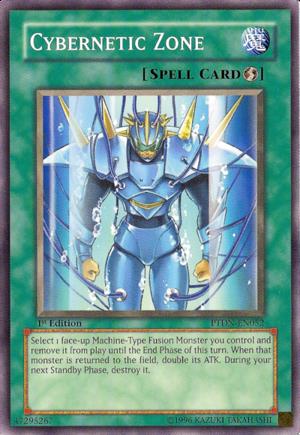 CYBERNETIC ZONE
魔
[SPELL CARD]
1st Edition
PTDN-EN052
Select 1 face-up Machine-Type Fusion Monster you control and
remove it from play until the End Phase of this turn. When that
monster is returned to the field, double its ATK. During your
next Standby Phase, destroy it.
47295267
©1996 KAZUKI TAKAHASHI